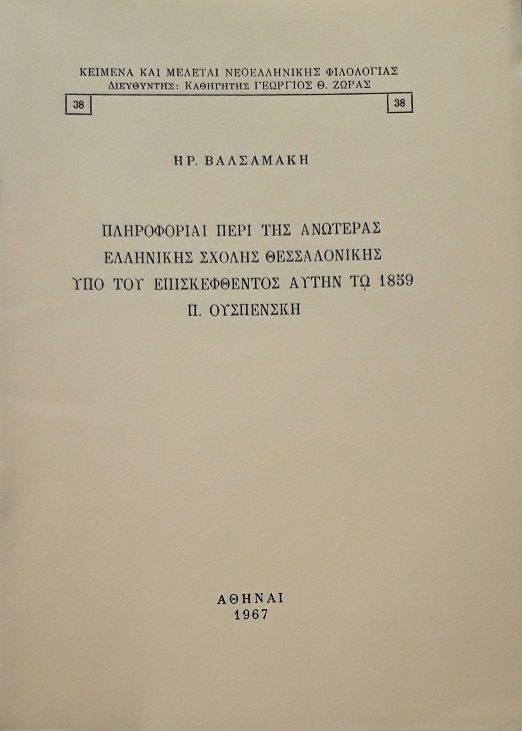 ΚΕΙΜΕΝΑ ΚΑΙ ΜΕΛΕΤΑΙ ΝΕΟΕΛΛΗΝΙΚΗΣ ΦΙΛΟΛΟΓΙΑΣ
ΔΙΕΥΘΥΝΤΗΣ: ΚΑΘΗΓΗΤΗΣ ΓΕΩΡΓΙΟΣ Θ. ΖΩΡΑΣ
38 38
ΗΡ. ΒΑΛΣΑΜΑΚΗ
ΠΛΗΡΟΦΟΡΙΑΙ ΠΕΡΙ ΤΗΣ ΑΝΩΤΕΡΑΣ
ΕΛΛΗΝΙΚΗΣ ΣΧΟΛΗΣ ΘΕΣΣΑΛΟΝΙΚΗΣ
ΥΠΟ ΤΟΥ ΕΠΙΣΚΕΦΘΕΝΤΟΣ ΑΥΤΗΝ Τῼ 1859
Π. ΟΥΣΠΕΝΣΚΗ
ΑΘΗΝΑΙ
1967